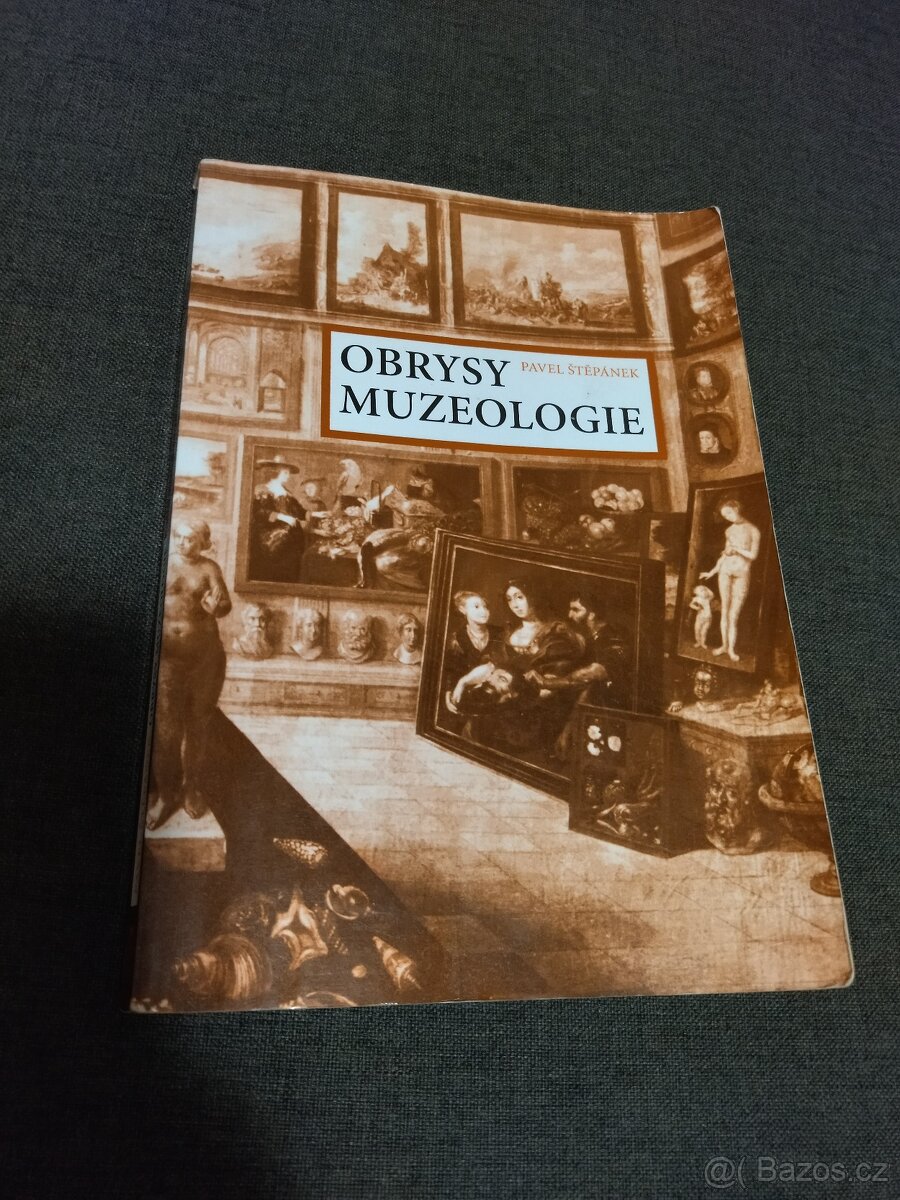 OBRYSY PAVEL ŠTĚPÁNEK
MUZEOLOGIE
@( Bazos.cz